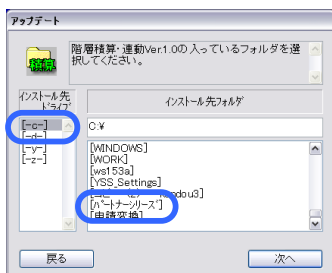 アップデート
積算
階層積算・連動Ver.1.0の入っているフォルダを選
択してください。
インストール先
ドライブ
インストール先フォルダ
[-c-]
[-d-]
[-y-]
[-z-]
C:¥
[WINDOWS]
[WORK]
[ws153a]
[YSS_Settings]
[パートナーシリーズ]
[申請変換]
戻る
次へ